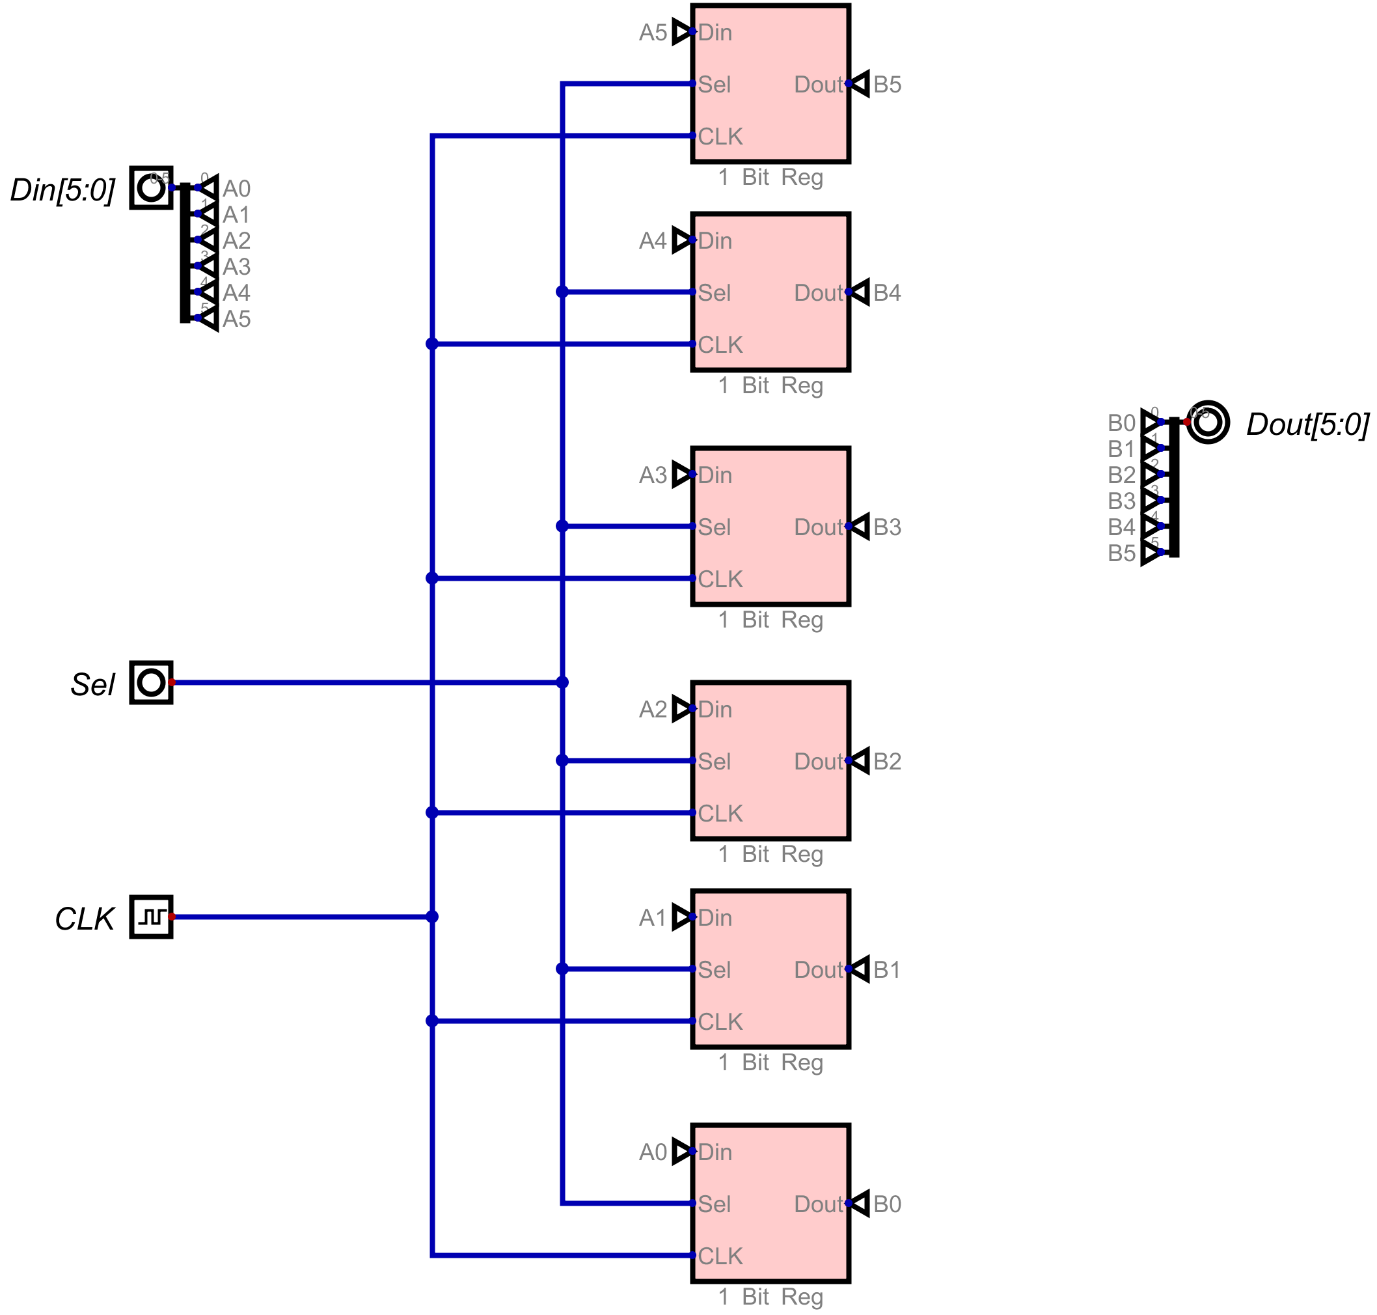 A5 Din
Sel Dout B5
CLK
1 Bit Reg
Din[5:0] 0-5 0 A0
1 A1
2 A2
3 A3
4 A4
5 A5
A4 Din
Sel Dout B4
CLK
1 Bit Reg
B0 0 0-5 Dout[5:0]
B1 1
B2 2
B3 3
B4 4
B5 5
A3 Din
Sel Dout B3
CLK
1 Bit Reg
Sel
A2 Din
Sel Dout B2
CLK
1 Bit Reg
CLK
A1 Din
Sel Dout B1
CLK
1 Bit Reg
A0 Din
Sel Dout B0
CLK
1 Bit Reg